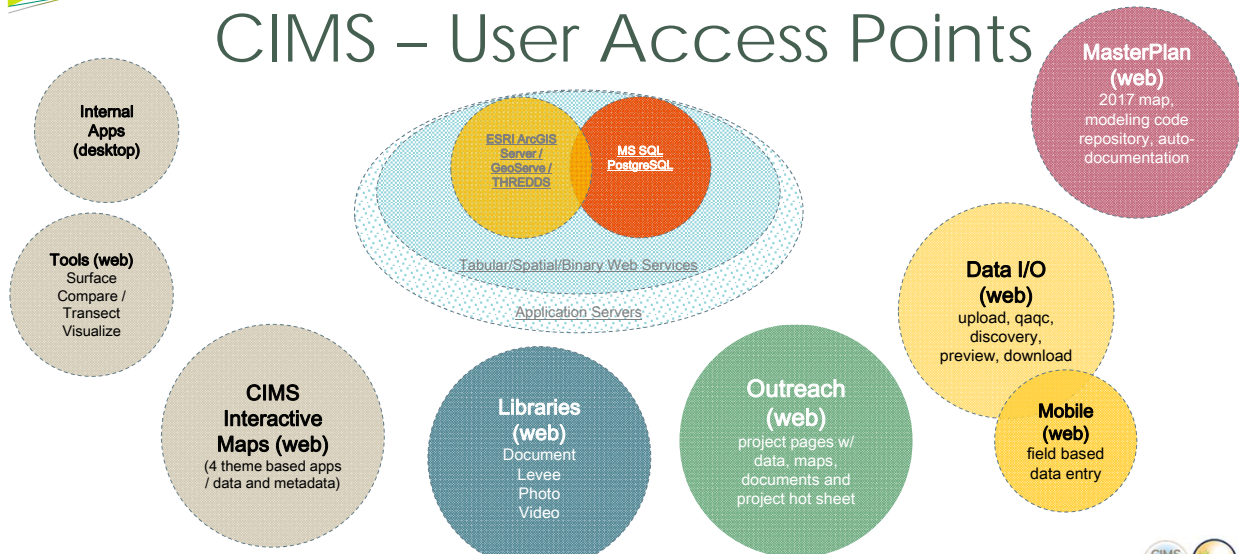 CIMS – User Access Points
Internal
Apps
(desktop)
ESRI ArcGIS
Server /
GeoServe /
THREDDS
MS SQL
PostgreSQL
Tabular/Spatial/Binary Web Services
Application Servers
MasterPlan
(web)
2017 map,
modeling code
repository, auto-
documentation
Tools (web)
Surface
Compare /
Transect
Visualize
Data I/O
(web)
upload, qaqc,
discovery,
preview, download
CIMS
Interactive
Maps (web)
(4 theme based apps
/ data and metadata)
Libraries
(web)
Document
Levee
Photo
Video
Outreach
(web)
project pages w/
data, maps,
documents and
project hot sheet
Mobile
(web)
field based
data entry
CIMS